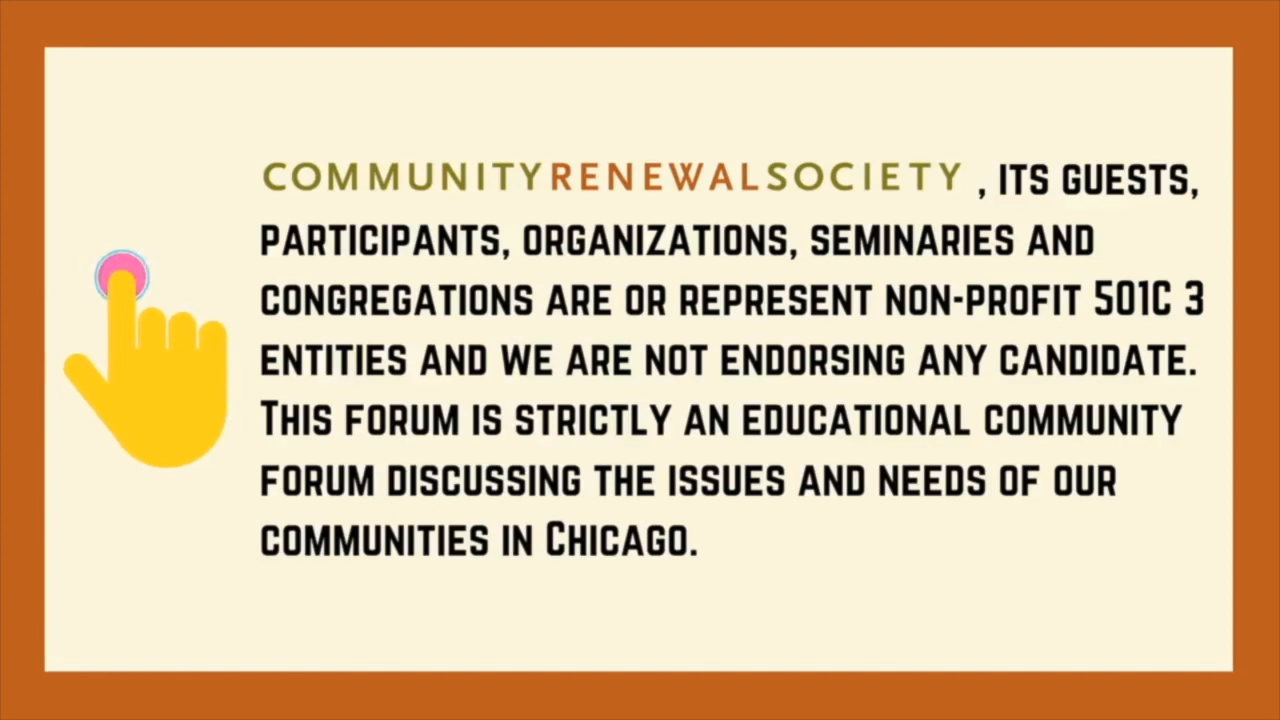 COMMUNITYRENEWALSOCIETY , ITS GUESTS,
PARTICIPANTS, ORGANIZATIONS, SEMINARIES AND
CONGREGATIONS ARE OR REPRESENT NON-PROFIT 501C 3
ENTITIES AND WE ARE NOT ENDORSING ANY CANDIDATE.
THIS FORUM IS STRICTLY AN EDUCATIONAL COMMUNITY
FORUM DISCUSSING THE ISSUES AND NEEDS OF OUR
COMMUNITIES IN CHICAGO.